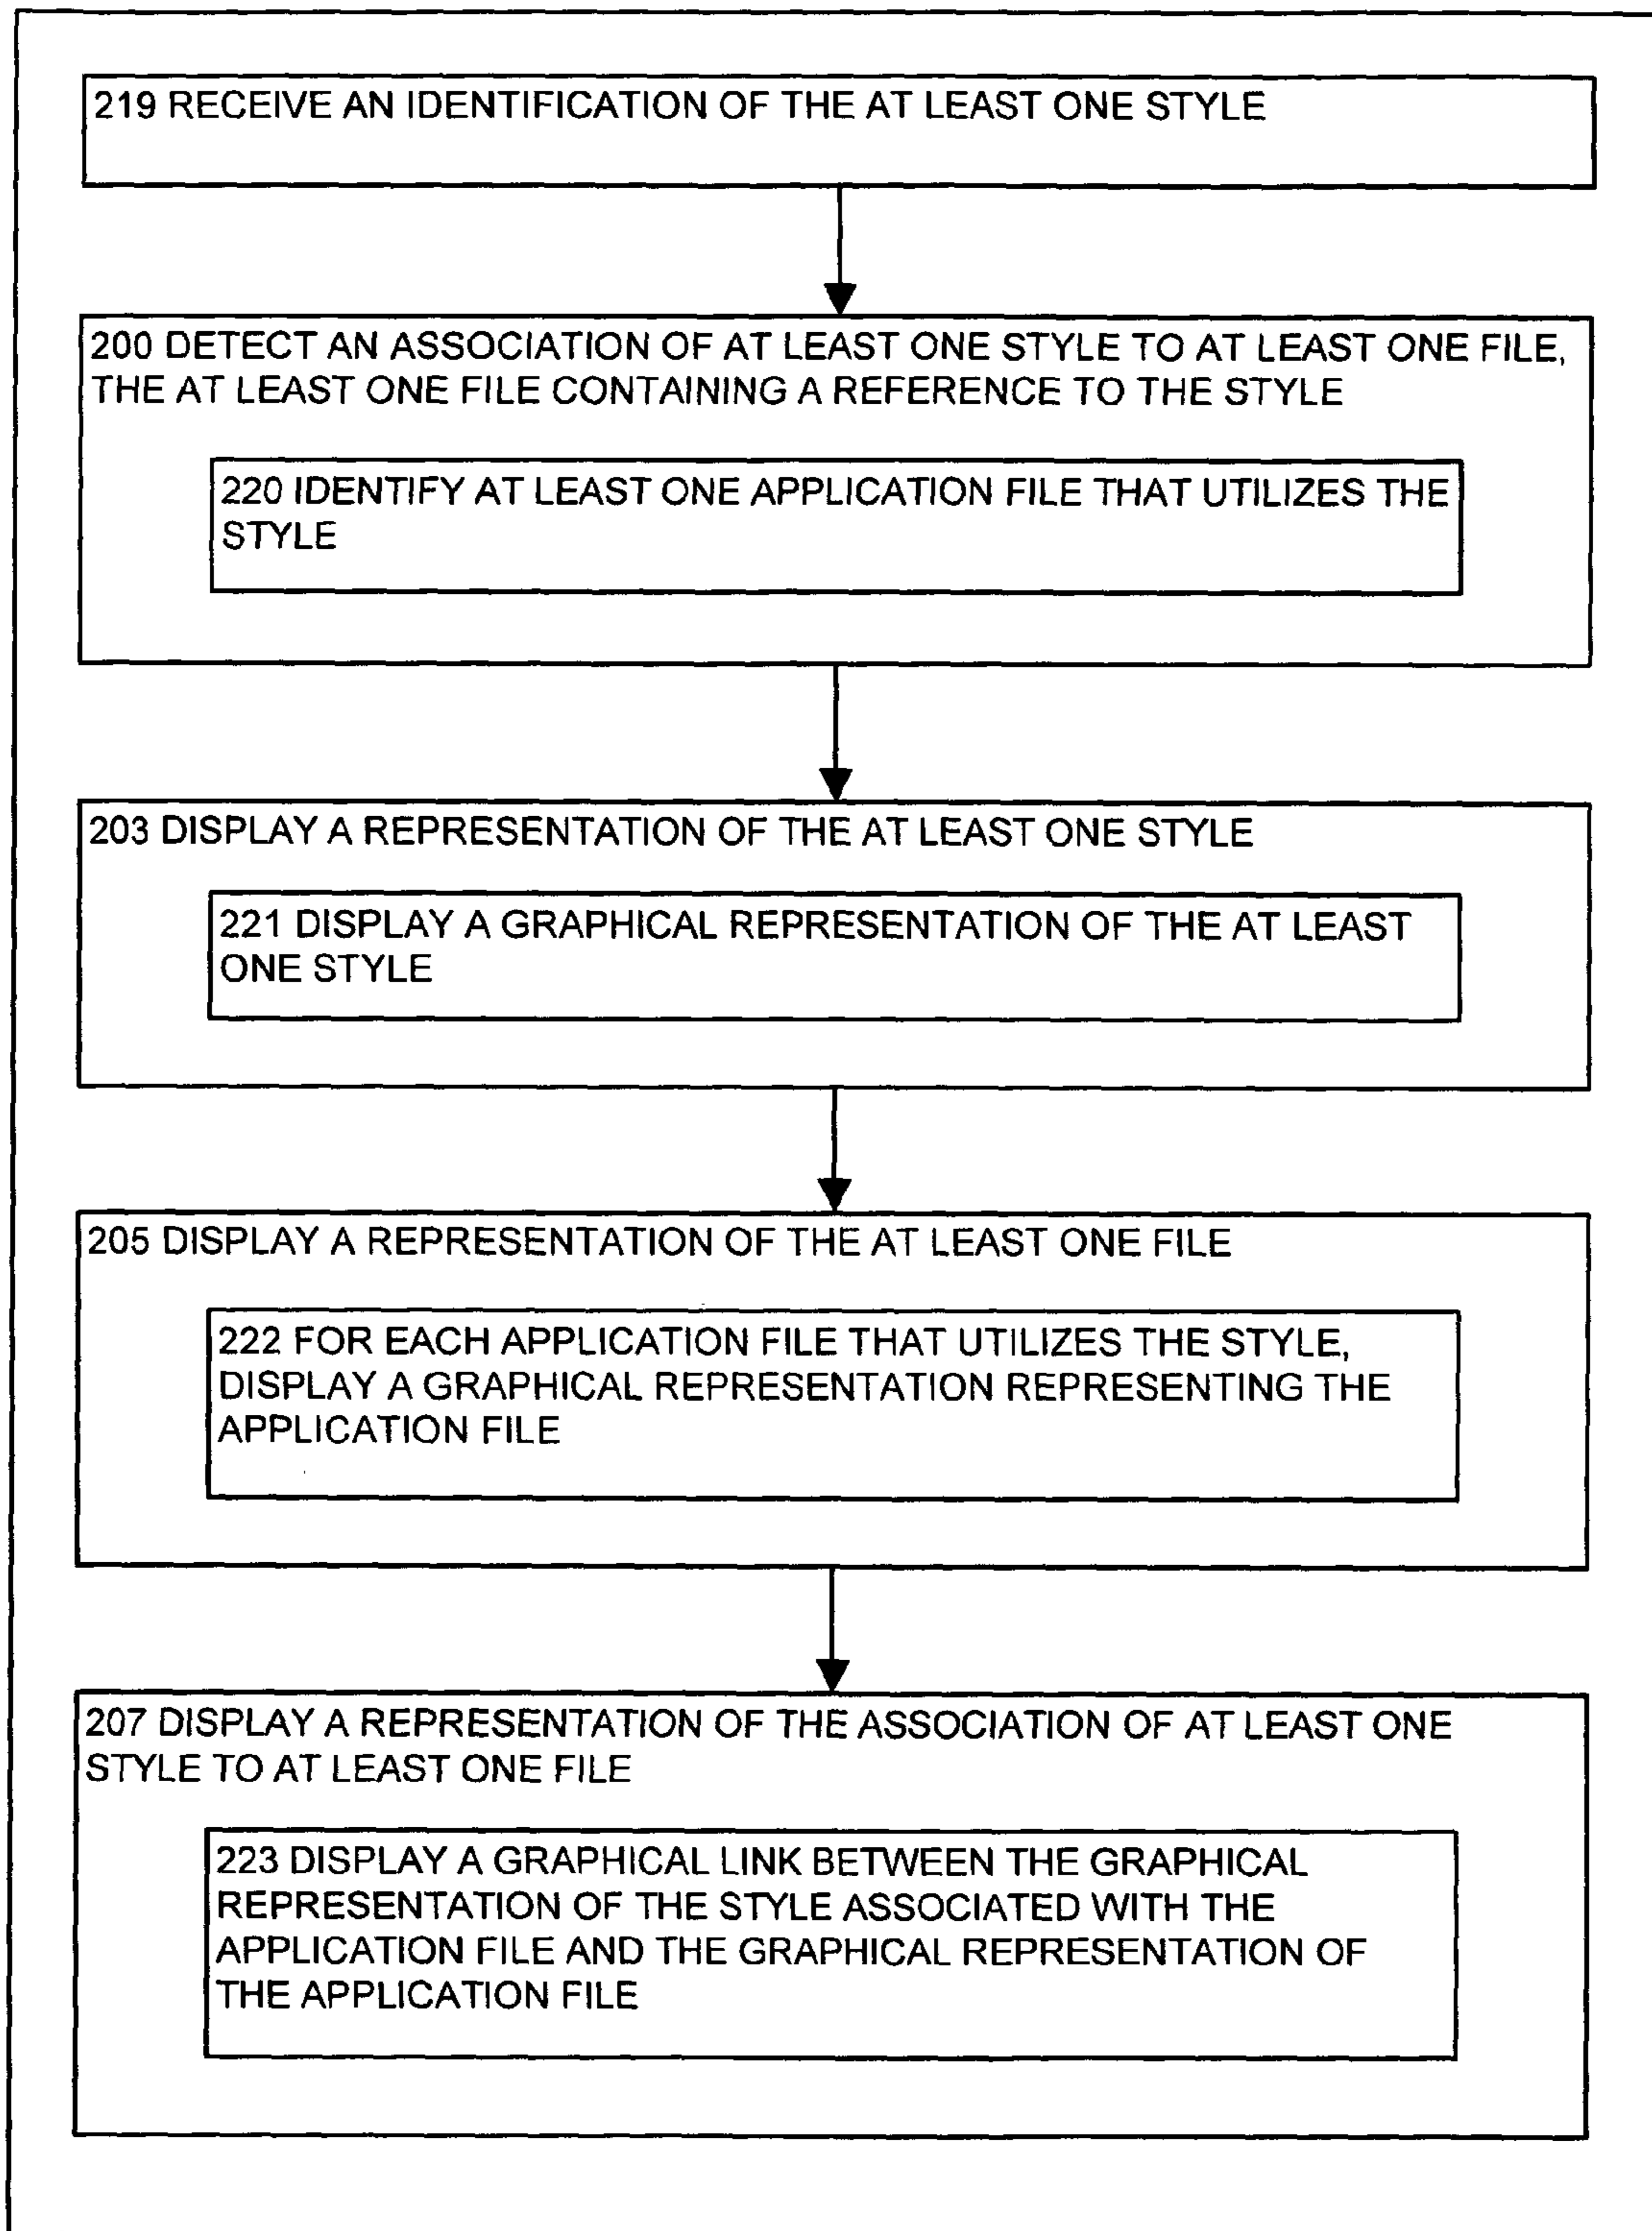 219 RECEIVE AN IDENTIFICATION OF THE AT LEAST ONE STYLE
200 DETECT AN ASSOCIATION OF AT LEAST ONE STYLE TO AT LEAST ONE FILE,
THE AT LEAST ONE FILE CONTAINING A REFERENCE TO THE STYLE
220 IDENTIFY AT LEAST ONE APPLICATION FILE THAT UTILIZES THE
STYLE
203 DISPLAY A REPRESENTATION OF THE AT LEAST ONE STYLE
221 DISPLAY A GRAPHICAL REPRESENTATION OF THE AT LEAST
ONE STYLE
205 DISPLAY A REPRESENTATION OF THE AT LEAST ONE FILE
222 FOR EACH APPLICATION FILE THAT UTILIZES THE STYLE,
DISPLAY A GRAPHICAL REPRESENTATION REPRESENTING THE
APPLICATION FILE
207 DISPLAY A REPRESENTATION OF THE ASSOCIATION OF AT LEAST ONE
STYLE TO AT LEAST ONE FILE
223 DISPLAY A GRAPHICAL LINK BETWEEN THE GRAPHICAL
REPRESENTATION OF THE STYLE ASSOCIATED WITH THE
APPLICATION FILE AND THE GRAPHICAL REPRESENTATION OF
THE APPLICATION FILE